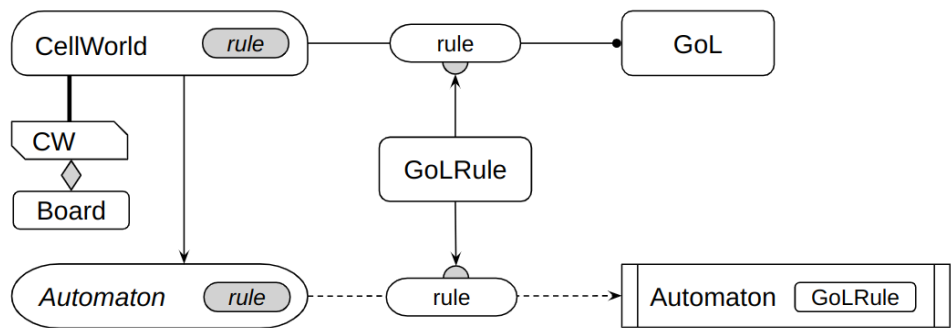 CellWorld rule
rule
GoL
CW
GoLRule
Board
Automaton rule
rule
Automaton GoLRule